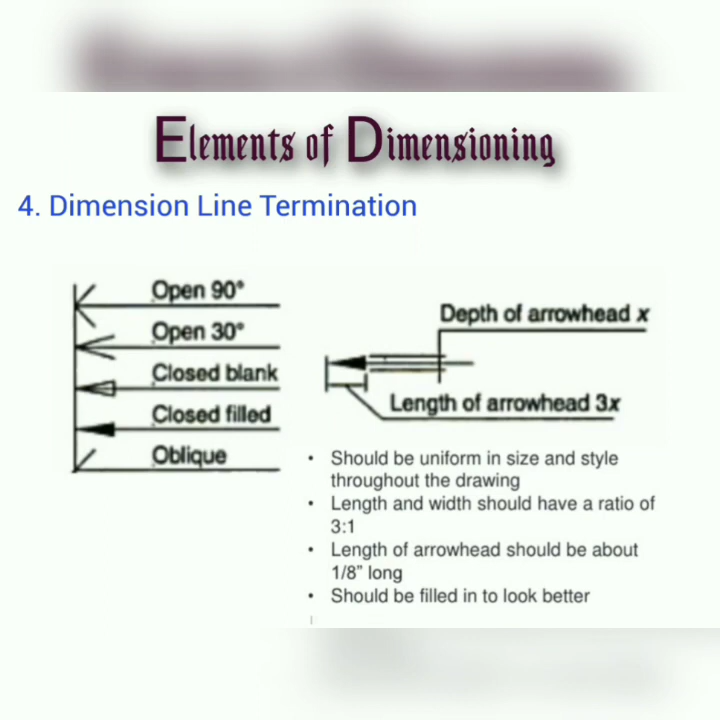 Elements of Dimensioning
4. Dimension Line Termination
Open 90°
Open 30°
Closed blank
Closed filled
Oblique
Depth of arrowhead x
Length of arrowhead 3x
• Should be uniform in size and style
throughout the drawing
• Length and width should have a ratio of
3:1
• Length of arrowhead should be about
1/8” long
• Should be filled in to look better